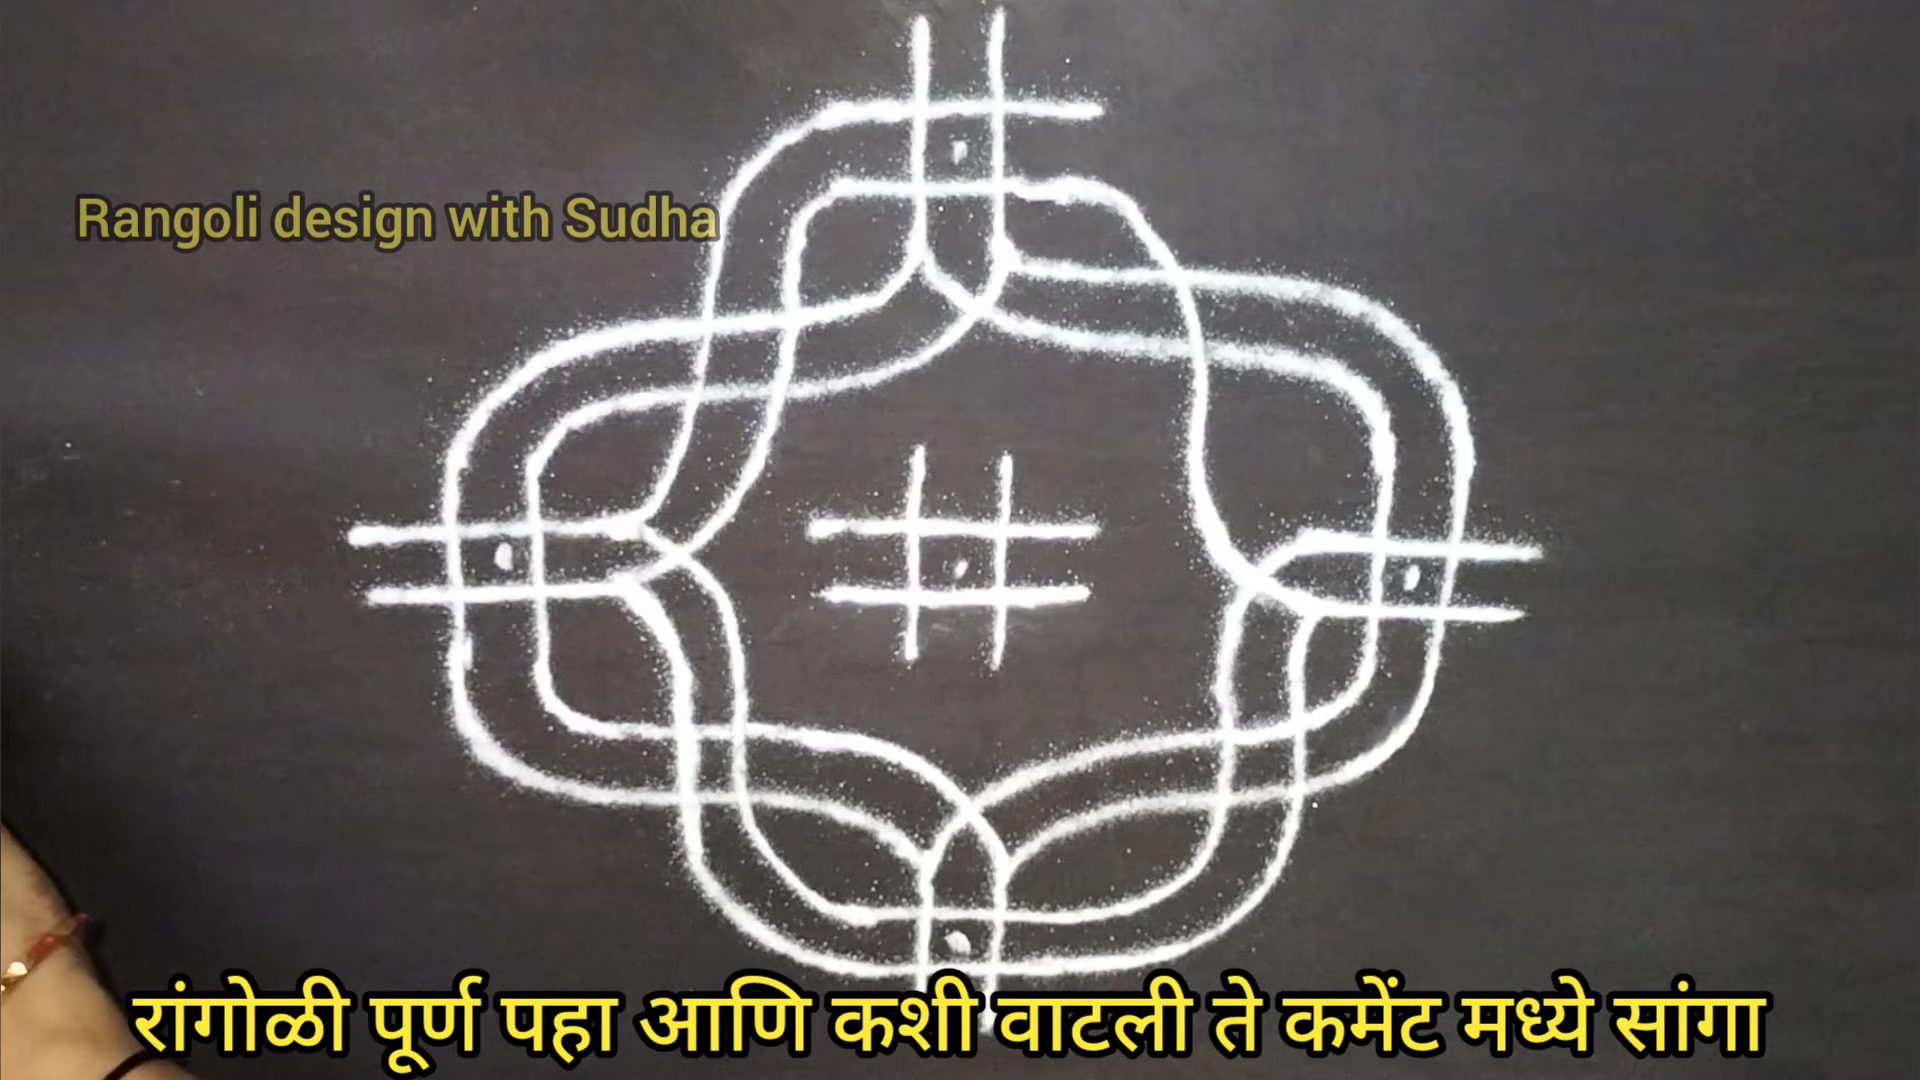 Rangoli design with Sudha
रांगोळी पूर्ण पहा आणि कशी वाटली ते कमेंट मध्ये सांगा